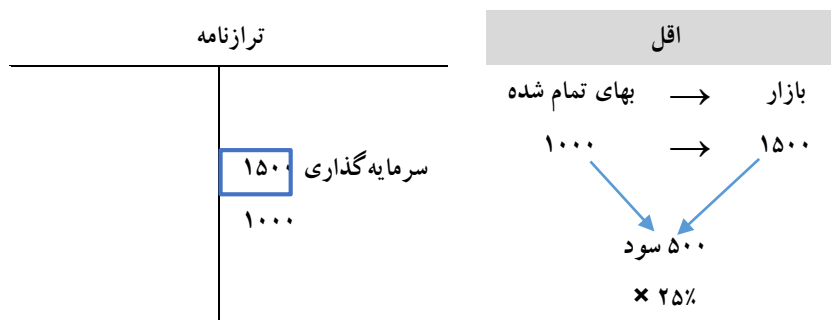 اقل
بازار → بهای تمام شده
۱۵۰۰ → ۱۰۰۰
۵۰۰ سود
× ۲۵٪
ترازنامه
سرمایه‌گذاری ۱۵۰۰
۱۰۰۰